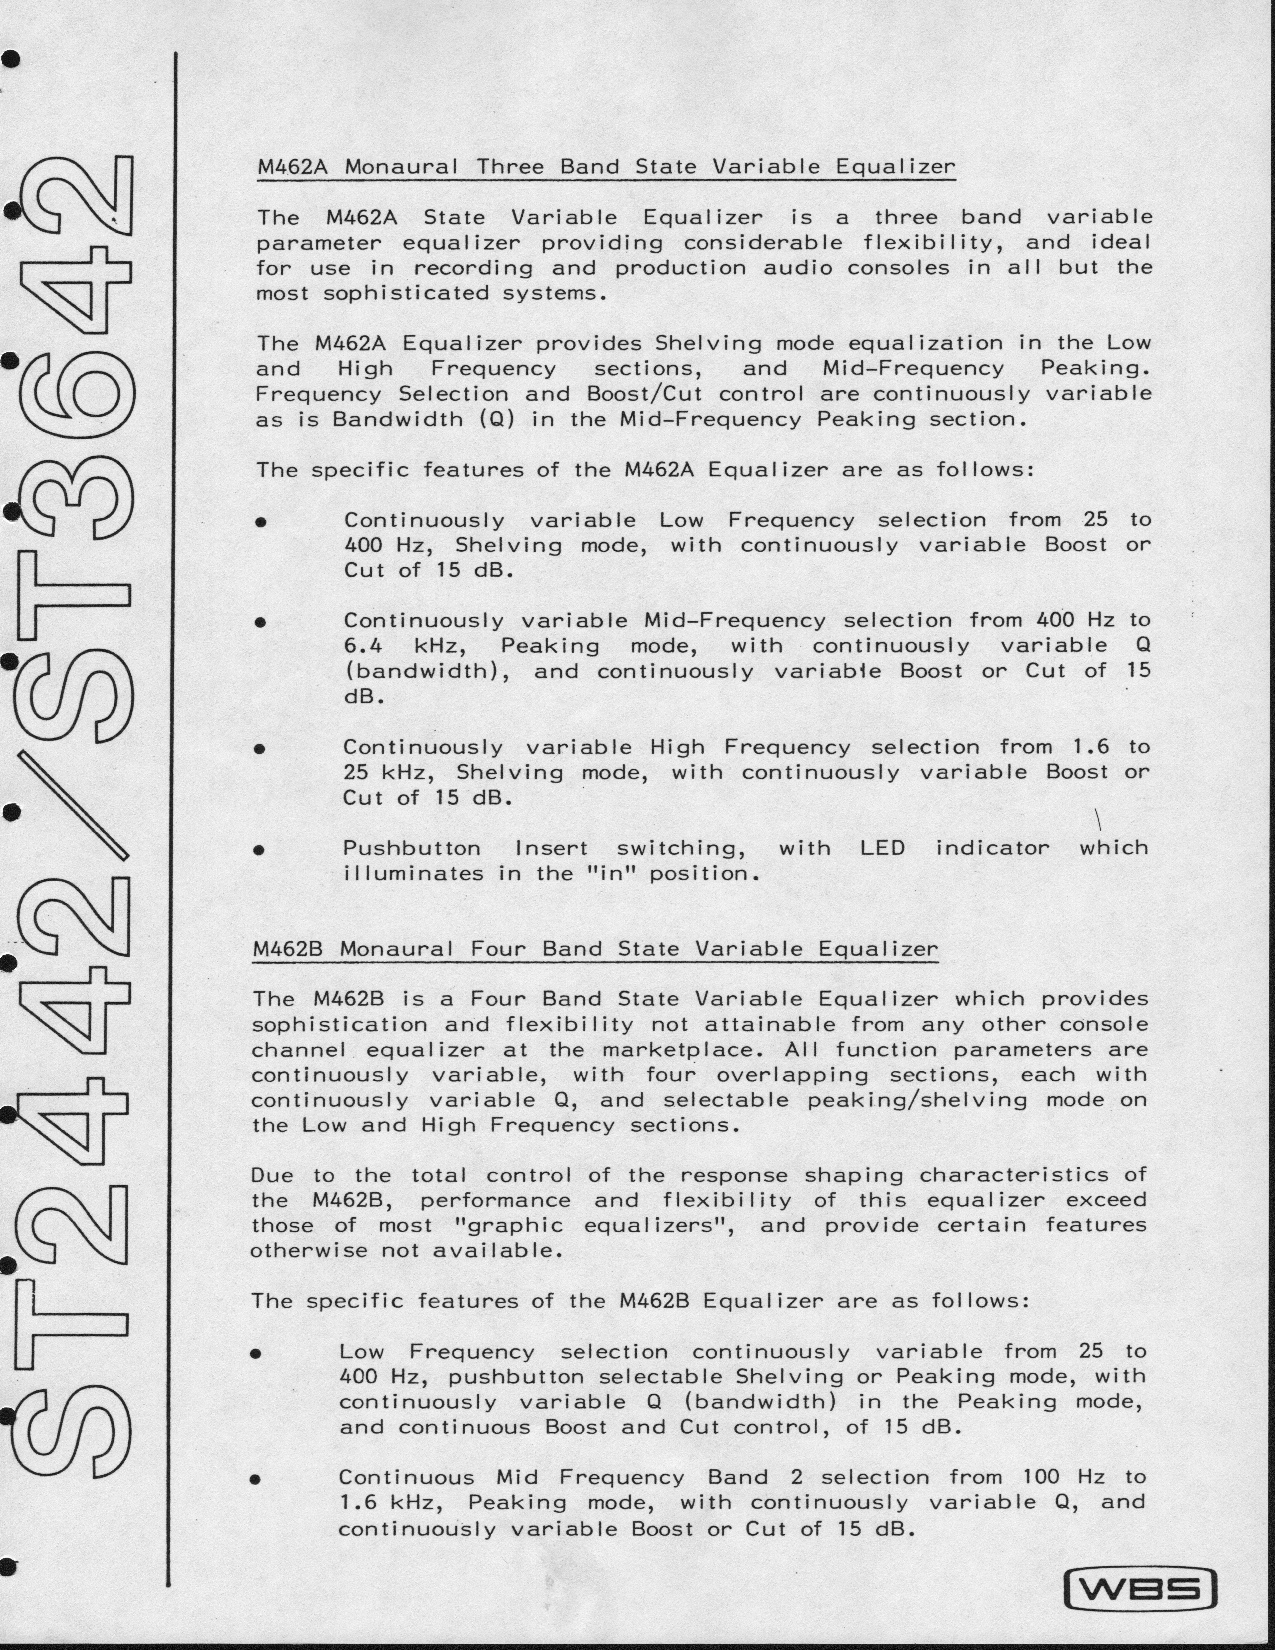 ST2442/ST3642
M462A Monaural Three Band State Variable Equalizer
The M462A State Variable Equalizer is a three band variable
parameter equalizer providing considerable flexibility, and ideal
for use in recording and production audio consoles in all but the
most sophisticated systems.
The M462A Equalizer provides Shelving mode equalization in the Low
and High Frequency sections, and Mid-Frequency Peaking.
Frequency Selection and Boost/Cut control are continuously variable
as is Bandwidth (Q) in the Mid-Frequency Peaking section.
The specific features of the M462A Equalizer are as follows:
● Continuously variable Low Frequency selection from 25 to
400 Hz, Shelving mode, with continuously variable Boost or
Cut of 15 dB.
● Continuously variable Mid-Frequency selection from 400 Hz to
6.4 kHz, Peaking mode, with continuously variable Q
(bandwidth), and continuously variable Boost or Cut of 15
dB.
● Continuously variable High Frequency selection from 1.6 to
25 kHz, Shelving mode, with continuously variable Boost or
Cut of 15 dB.
● Pushbutton Insert switching, with LED indicator which
illuminates in the "in" position.
M462B Monaural Four Band State Variable Equalizer
The M462B is a Four Band State Variable Equalizer which provides
sophistication and flexibility not attainable from any other console
channel equalizer at the marketplace. All function parameters are
continuously variable, with four overlapping sections, each with
continuously variable Q, and selectable peaking/shelving mode on
the Low and High Frequency sections.
Due to the total control of the response shaping characteristics of
the M462B, performance and flexibility of this equalizer exceed
those of most "graphic equalizers", and provide certain features
otherwise not available.
The specific features of the M462B Equalizer are as follows:
● Low Frequency selection continuously variable from 25 to
400 Hz, pushbutton selectable Shelving or Peaking mode, with
continuously variable Q (bandwidth) in the Peaking mode,
and continuous Boost and Cut control, of 15 dB.
● Continuous Mid Frequency Band 2 selection from 100 Hz to
1.6 kHz, Peaking mode, with continuously variable Q, and
continuously variable Boost or Cut of 15 dB.
WBS